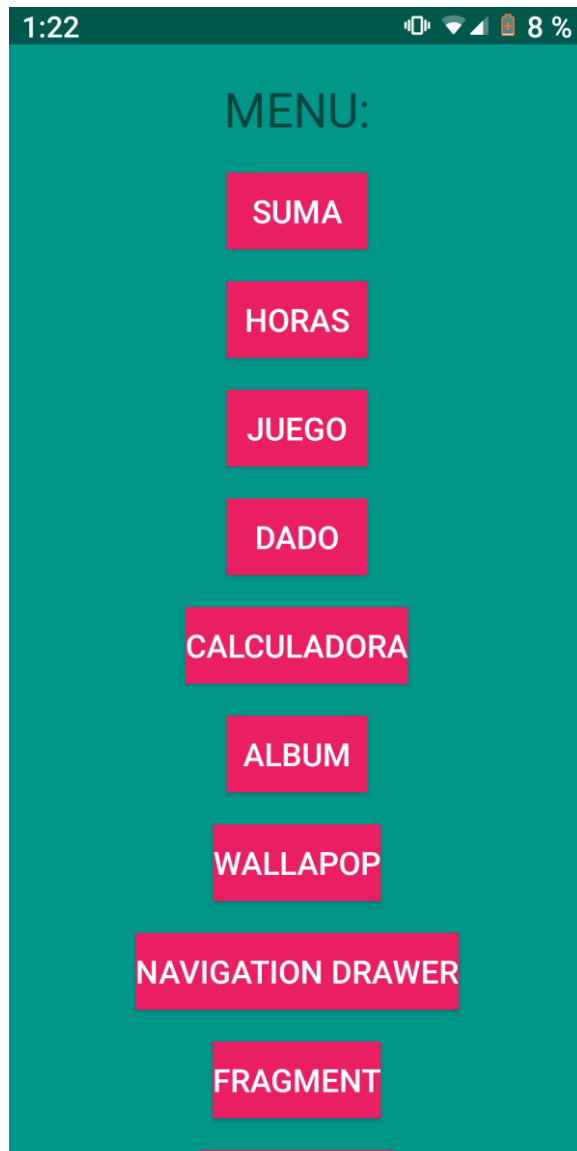 1:22 8 %
MENU:
SUMA
HORAS
JUEGO
DADO
CALCULADORA
ALBUM
WALLAPOP
NAVIGATION DRAWER
FRAGMENT